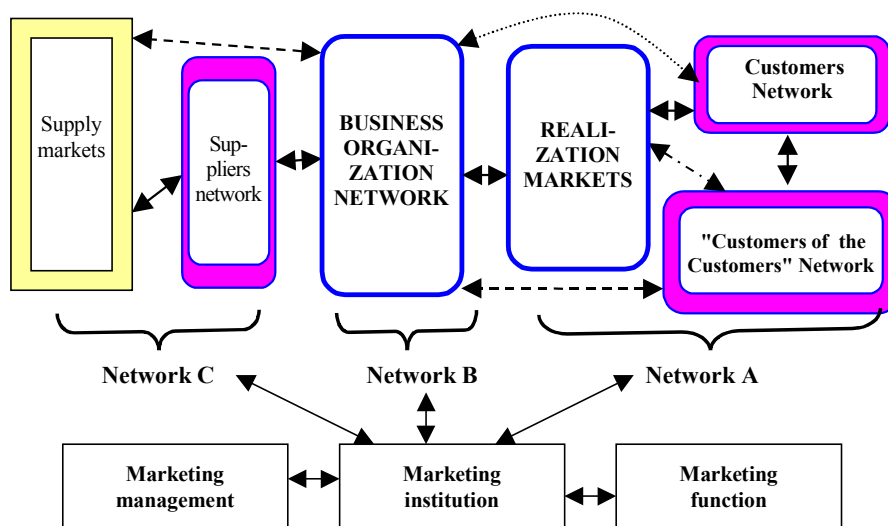 Supply
markets
Sup-
pliers
network
BUSINESS
ORGANI-
ZATION
NETWORK
REALI-
ZATION
MARKETS
Customers
Network
"Customers of the
Customers" Network
Network C
Network B
Network A
Marketing
management
Marketing
institution
Marketing
function